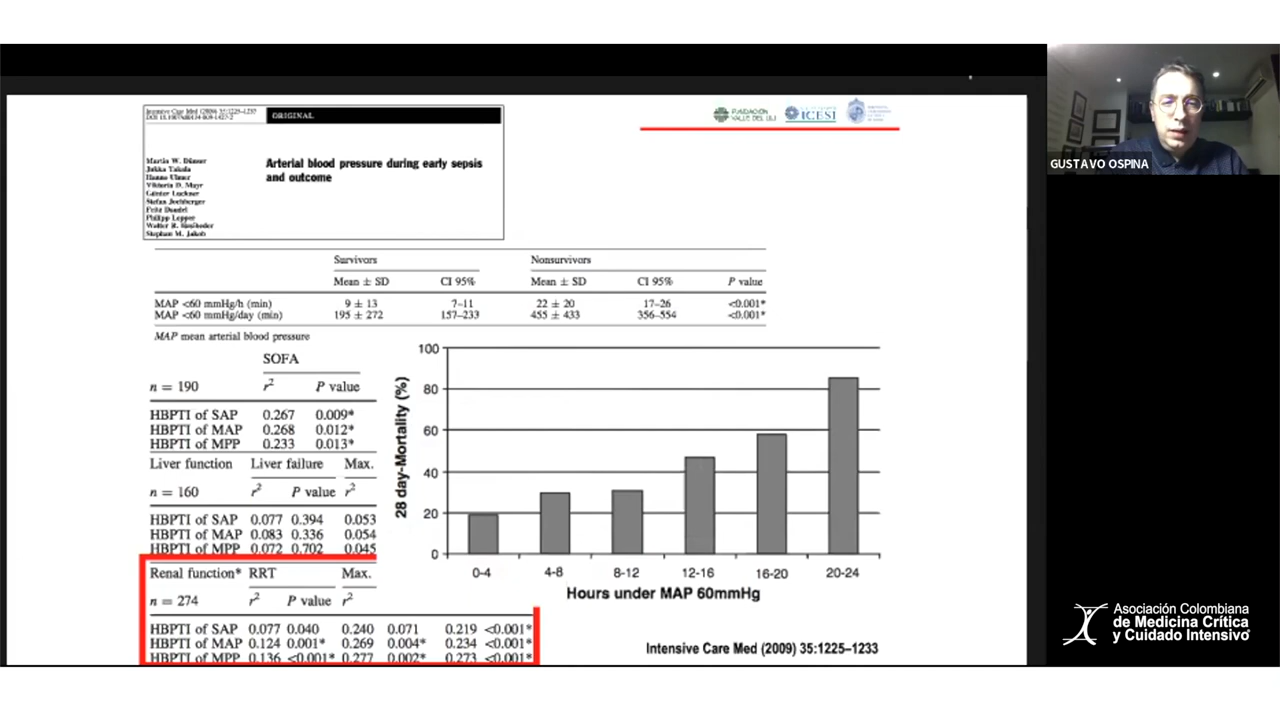 Intensive Care Med (2009) 35:1225–1233
ORIGINAL
Martin W. Dünser
Jukka Takala
Hanno Ulmer
Viktoria D. Mayr
Günter Luckner
Stefan Jochberger
Fritz Daudel
Philipp Lepper
Walter R. Hasibeder
Stephan M. Jakob
Arterial blood pressure during early sepsis
and outcome
FUNDACIÓN
VALLE DEL LILI
ICESI
GUSTAVO OSPINA
Survivors Nonsurvivors
Mean ± SD CI 95% Mean ± SD CI 95% P value
MAP <60 mmHg/h (min) 9 ± 13 7–11 22 ± 20 17–26 <0.001*
MAP <60 mmHg/day (min) 195 ± 272 157–233 455 ± 433 356–554 <0.001*
MAP mean arterial blood pressure
SOFA
n = 190 r² P value
HBPTI of SAP 0.267 0.009*
HBPTI of MAP 0.268 0.012*
HBPTI of MPP 0.233 0.013*
Liver function Liver failure Max.
n = 160 r² P value r²
HBPTI of SAP 0.077 0.394 0.053
HBPTI of MAP 0.083 0.336 0.054
HBPTI of MPP 0.072 0.702 0.045
Renal function* RRT Max.
n = 274 r² P value r²
HBPTI of SAP 0.077 0.040 0.240 0.071 0.219 <0.001*
HBPTI of MAP 0.124 0.001* 0.269 0.004* 0.234 <0.001*
HBPTI of MPP 0.136 <0.001* 0.277 0.002* 0.273 <0.001*
28 day-Mortality (%)
100
80
60
40
20
0
0-4 4-8 8-12 12-16 16-20 20-24
Hours under MAP 60mmHg
Intensive Care Med (2009) 35:1225–1233
Asociación Colombiana
de Medicina Crítica
y Cuidado Intensivo